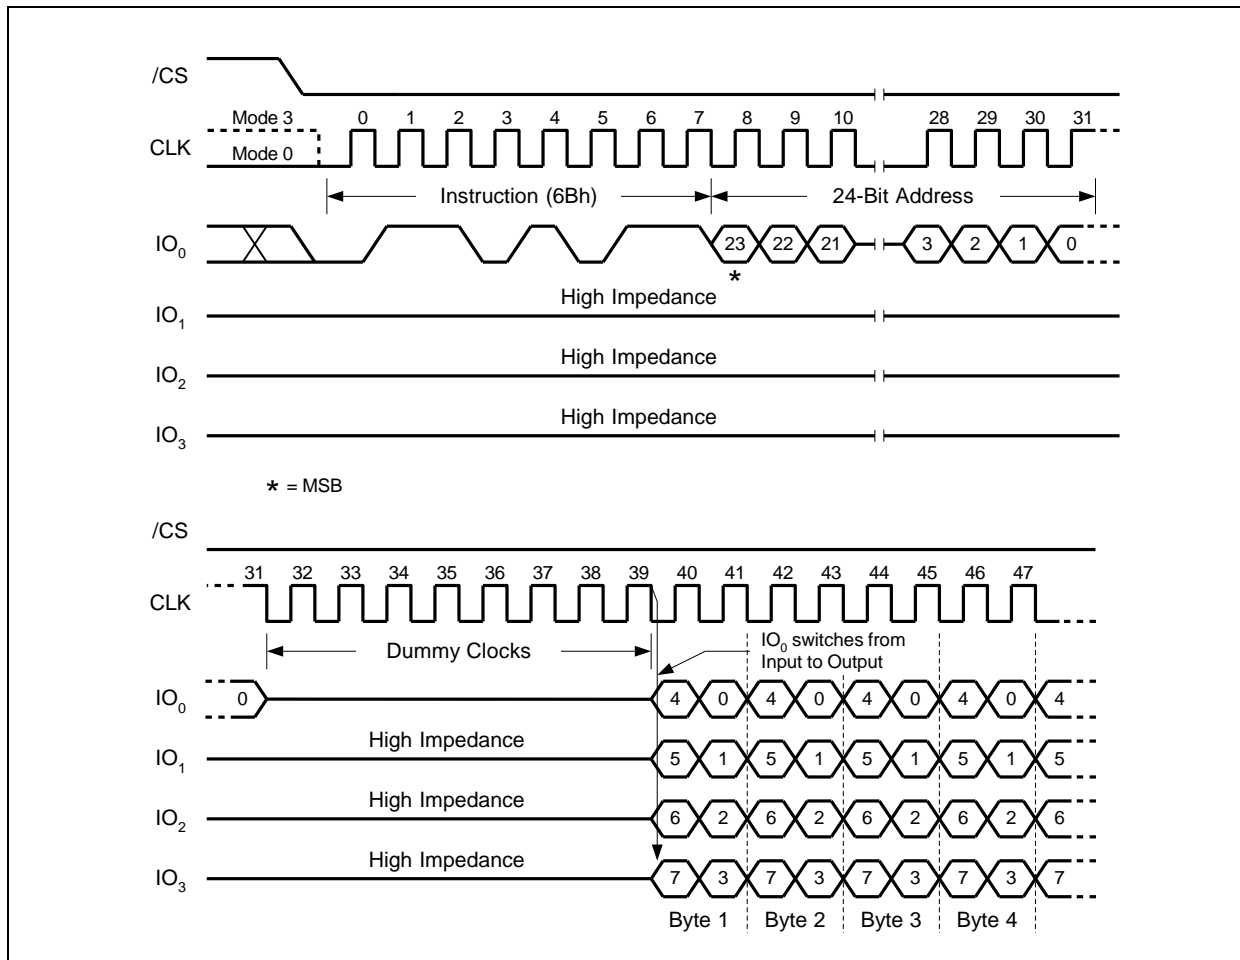 /CS
Mode 3 0 1 2 3 4 5 6 7 8 9 10 28 29 30 31
CLK
Mode 0
Instruction (6Bh) 24-Bit Address
IO0 23 22 21 3 2 1 0
*
High Impedance
IO1
High Impedance
IO2
High Impedance
IO3
* = MSB
/CS
31 32 33 34 35 36 37 38 39 40 41 42 43 44 45 46 47
CLK
Dummy Clocks
IO0 switches from
Input to Output
IO0 0 4 0 4 0 4 0 4 0 4
High Impedance
IO1 5 1 5 1 5 1 5 1 5
High Impedance
IO2 6 2 6 2 6 2 6 2 6
High Impedance
IO3 7 3 7 3 7 3 7 3 7
Byte 1 Byte 2 Byte 3 Byte 4